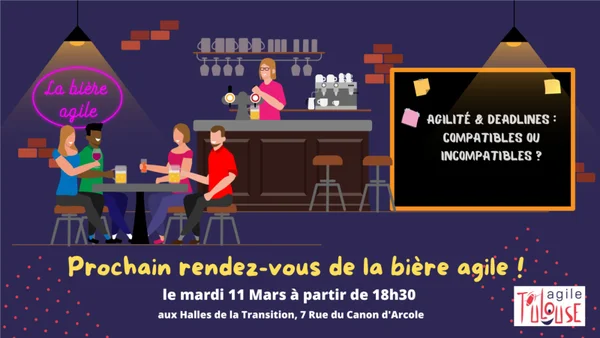 La bière
agile
AGILITÉ & DEADLINES :
COMPATIBLES OU
INCOMPATIBLES ?
Prochain rendez-vous de la bière agile !
le mardi 11 Mars à partir de 18h30
aux Halles de la Transition, 7 Rue du Canon d'Arcole
agile
TOULOUSE